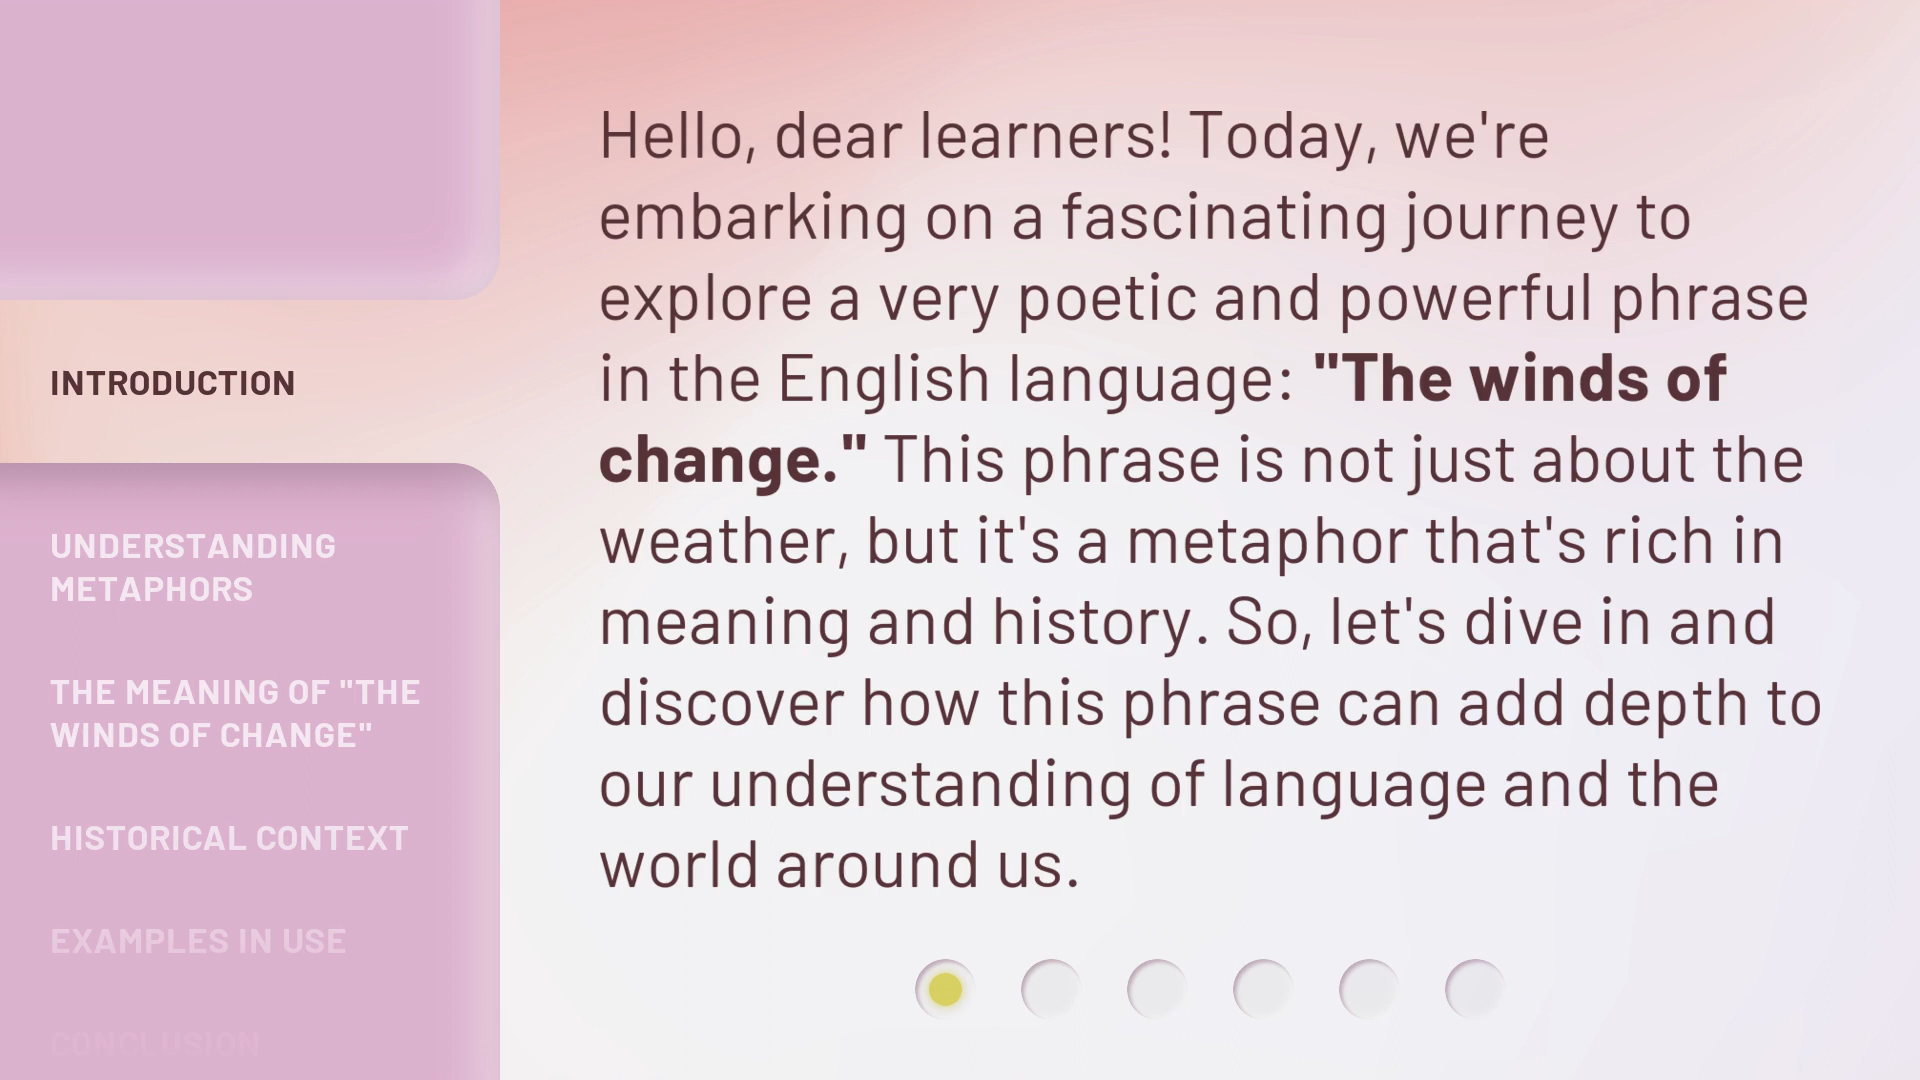 INTRODUCTION
UNDERSTANDING
METAPHORS
THE MEANING OF "THE
WINDS OF CHANGE"
HISTORICAL CONTEXT
EXAMPLES IN USE
CONCLUSION
Hello, dear learners! Today, we're
embarking on a fascinating journey to
explore a very poetic and powerful phrase
in the English language: "The winds of
change." This phrase is not just about the
weather, but it's a metaphor that's rich in
meaning and history. So, let's dive in and
discover how this phrase can add depth to
our understanding of language and the
world around us.